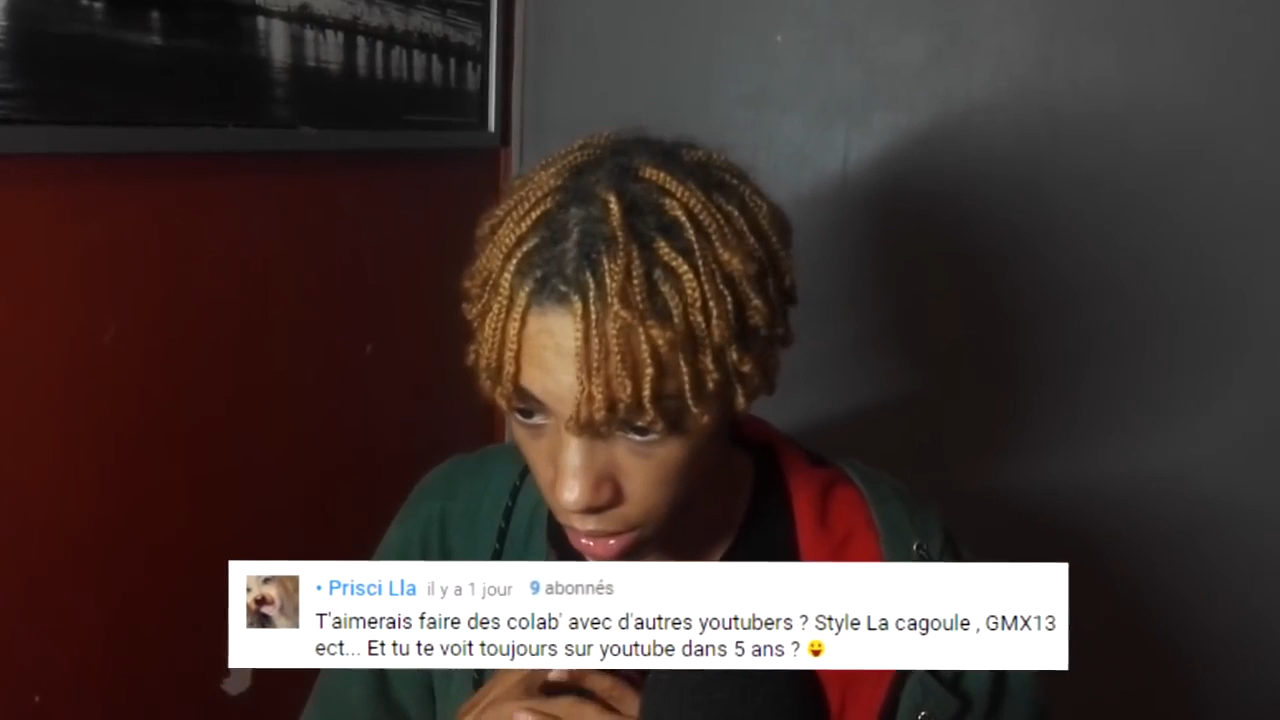 • Prisci Lla il y a 1 jour 9 abonnés
T'aimerais faire des colab' avec d'autres youtubers ? Style La cagoule , GMX13
ect... Et tu te voit toujours sur youtube dans 5 ans ? 😛